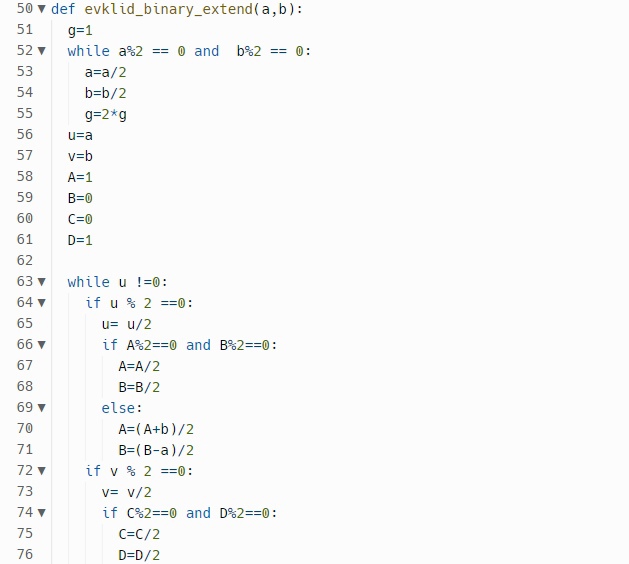 50 ▼ def evklid_binary_extend(a,b):
51 g=1
52 ▼ while a%2 == 0 and  b%2 == 0:
53 a=a/2
54 b=b/2
55 g=2*g
56 u=a
57 v=b
58 A=1
59 B=0
60 C=0
61 D=1
62
63 ▼ while u !=0:
64 ▼ if u % 2 ==0:
65 u= u/2
66 ▼ if A%2==0 and B%2==0:
67 A=A/2
68 B=B/2
69 ▼ else:
70 A=(A+b)/2
71 B=(B-a)/2
72 ▼ if v % 2 ==0:
73 v= v/2
74 ▼ if C%2==0 and D%2==0:
75 C=C/2
76 D=D/2